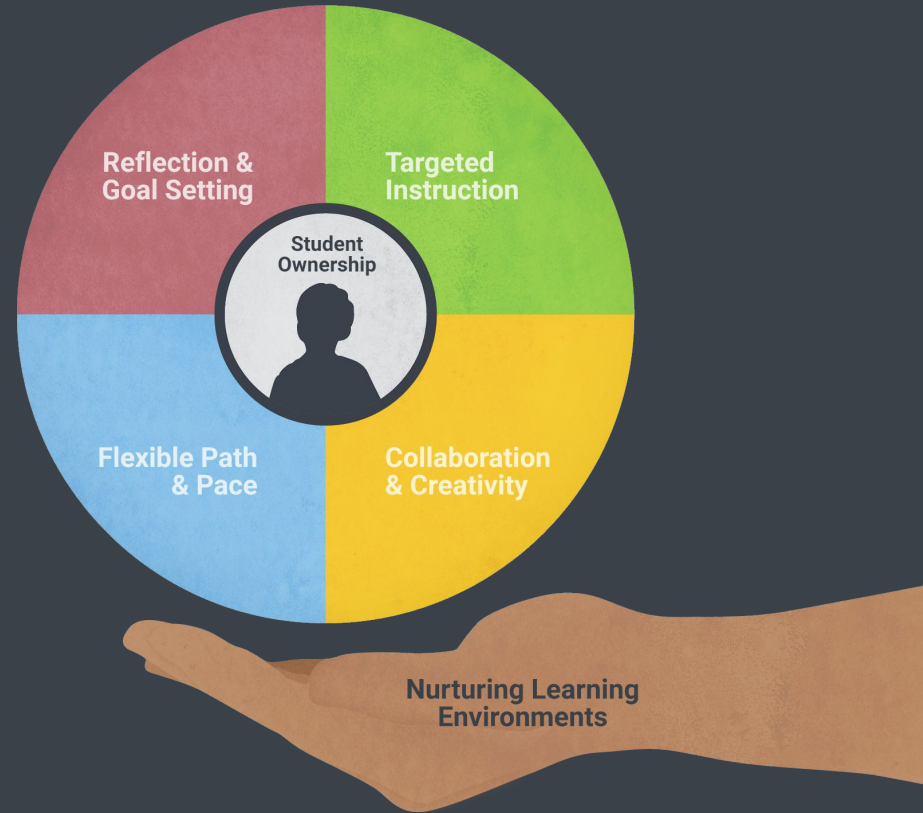 Reflection &
Goal Setting
Targeted
Instruction
Student
Ownership
Flexible Path
& Pace
Collaboration
& Creativity
Nurturing Learning
Environments